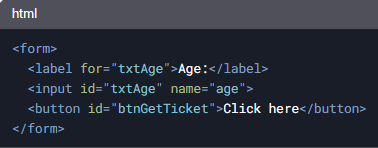 html
<form>
<label for="txtAge">Age:</label>
<input id="txtAge" name="age">
<button id="btnGetTicket">Click here</button>
</form>